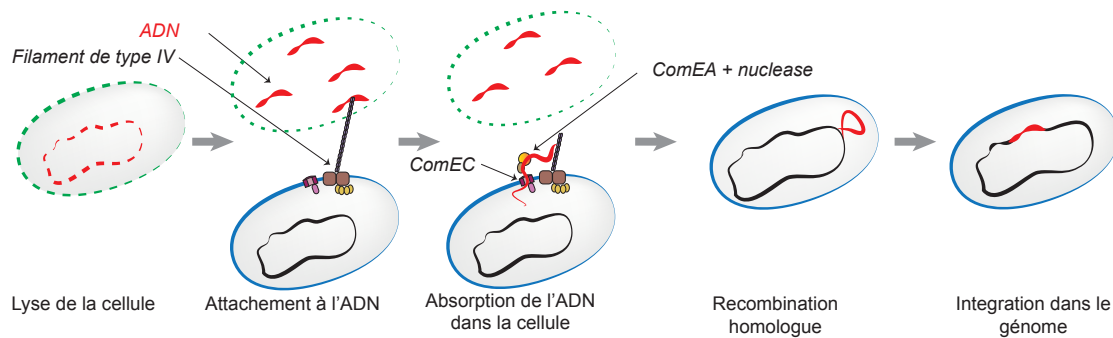 ADN
Filament de type IV
ComEA + nuclease
ComEC
Lyse de la cellule
Attachement à l'ADN
Absorption de l'ADN
dans la cellule
Recombination
homologue
Integration dans le
génome